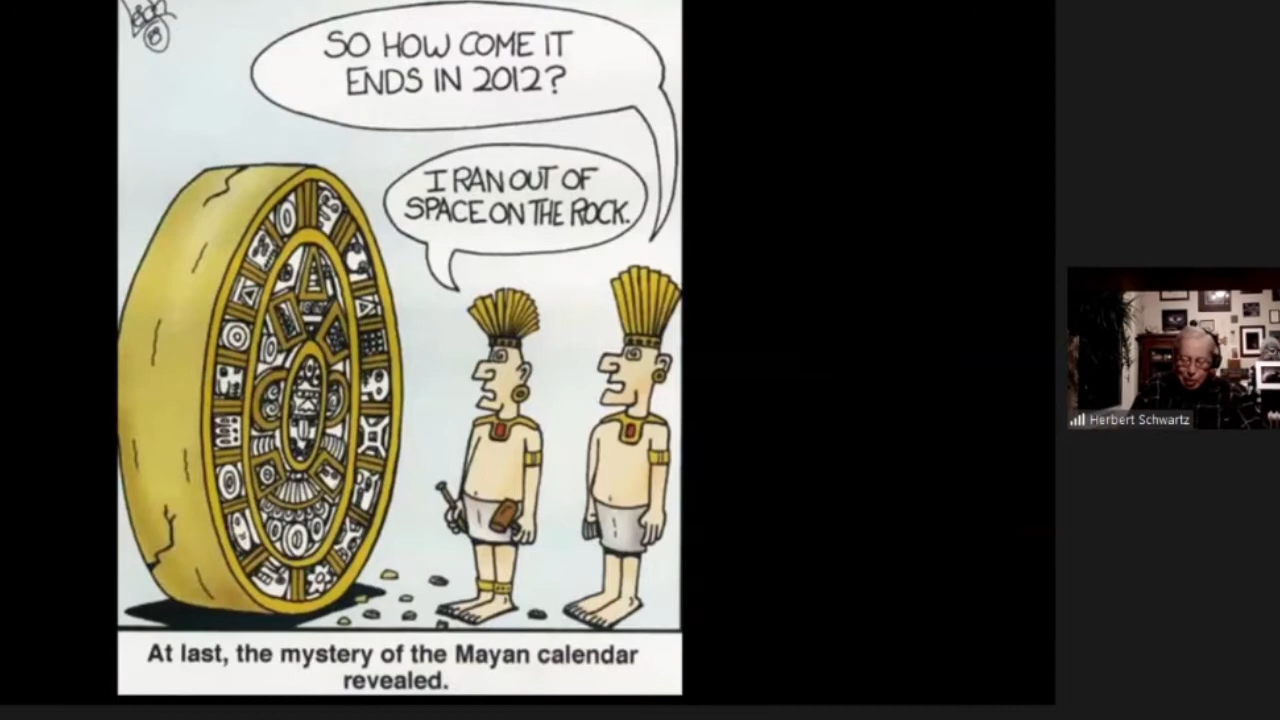 SO HOW COME IT
ENDS IN 2012?
I RAN OUT OF
SPACE ON THE ROCK.
Herbert Schwartz
At last, the mystery of the Mayan calendar
revealed.